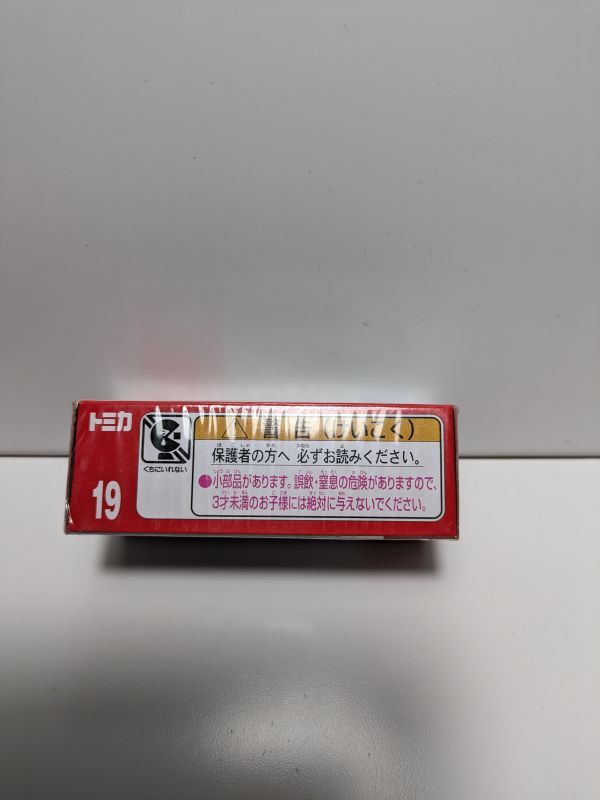 トミカ
19
くちにいれない
警告(けいこく)
保護者の方へ 必ずお読みください。
●小部品があります。誤飲・窒息の危険がありますので、
3才未満のお子様には絶対に与えないでください。